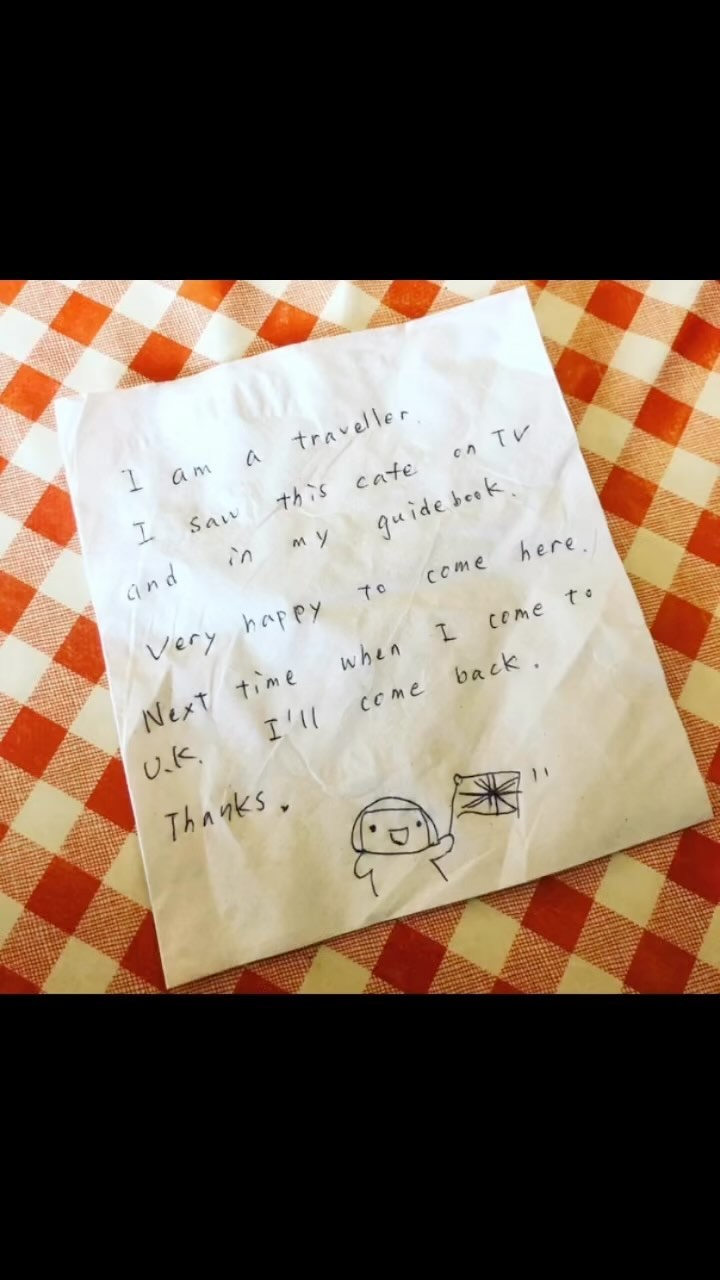 I am a traveller.
I saw this cafe on TV
and in my guidebook.
Very happy to come here.
Next time when I come to
U.K. I'll come back.
Thanks.